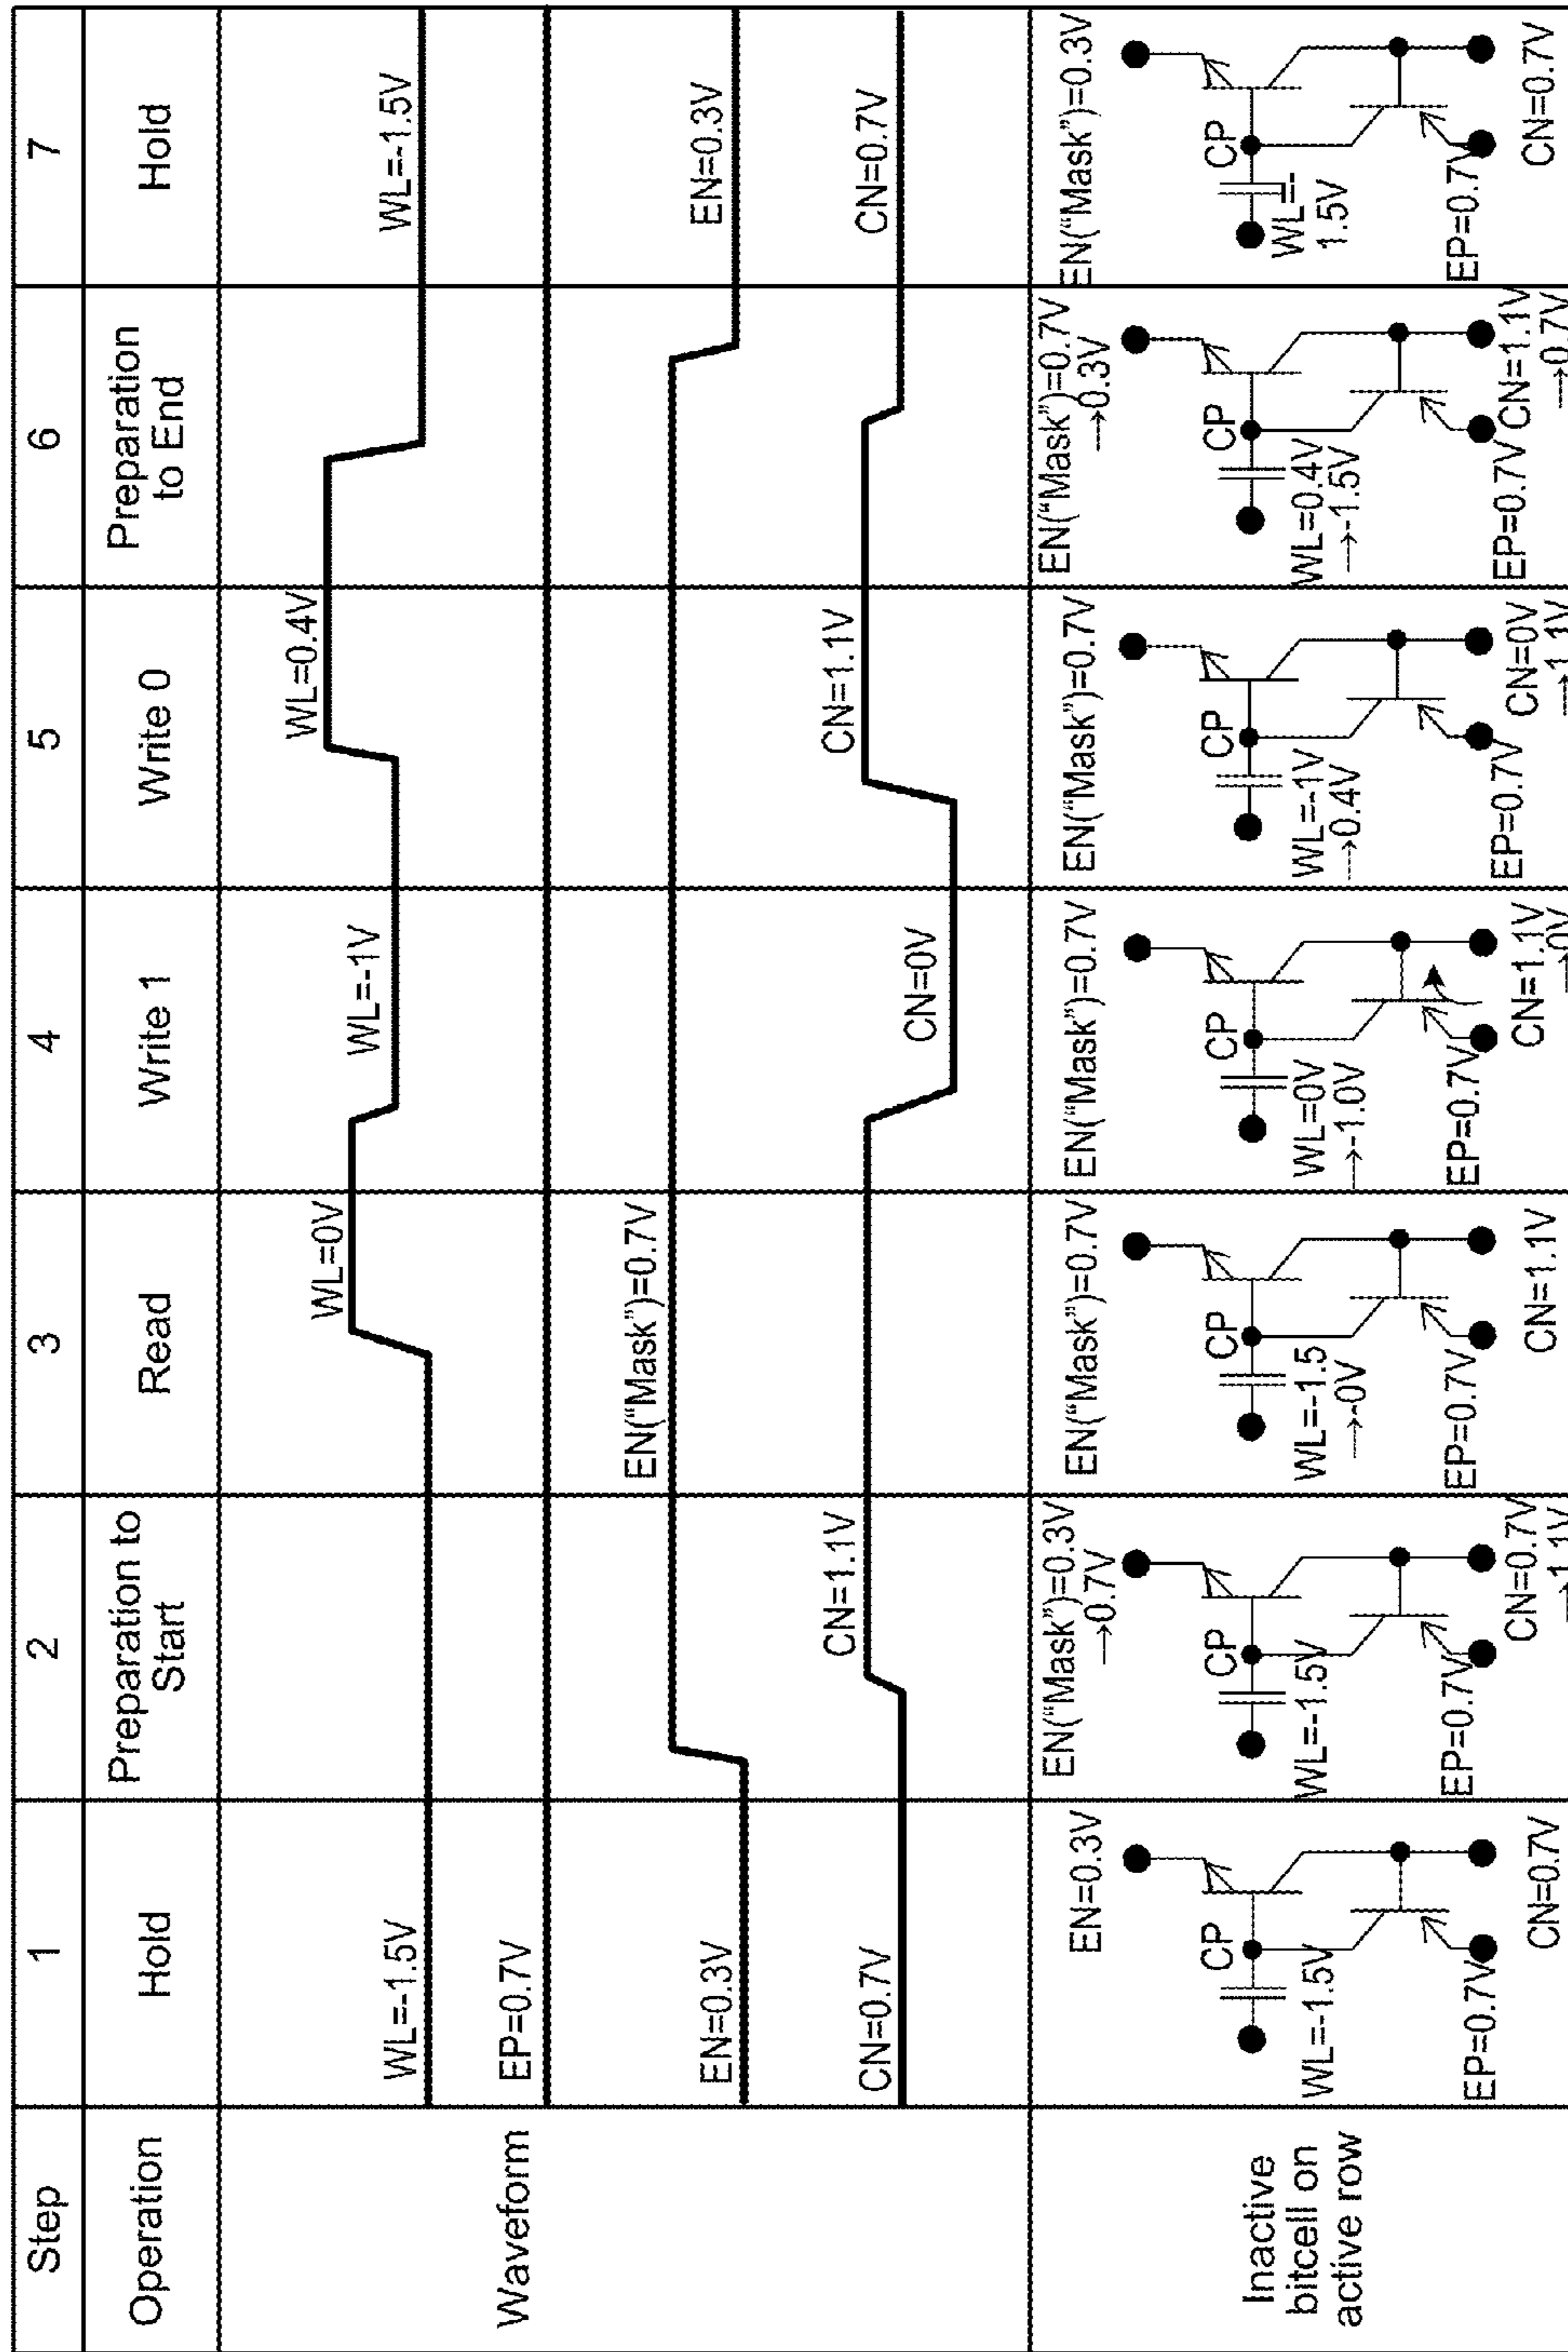 Step
1
2
3
4
5
6
7
Operation
Hold
Preparation to
Start
Read
Write 1
Write 0
Preparation
to End
Hold
Waveform
WL=-1.5V
WL=0V
WL=-1V
WL=0.4V
WL=-1.5V
EP=0.7V
EN=0.3V
EN("Mask")=0.7V
EN=0.3V
CN=0.7V
CN=1.1V
CN=0V
CN=1.1V
CN=0.7V
Inactive
bitcell on
active row
EN=0.3V
CP
WL=-1.5V
EP=0.7V
CN=0.7V
EN("Mask")=0.3V
→0.7V
CP
WL=-1.5V
EP=0.7V
CN=0.7V
→1.1V
EN("Mask")=0.7V
CP
WL=-1.5
→0V
EP=0.7V
CN=1.1V
EN("Mask")=0.7V
CP
WL=0V
→-1.0V
EP=0.7V
CN=1.1V
→0V
EN("Mask")=0.7V
CP
WL=-1V
→0.4V
EP=0.7V
CN=0V
→1.1V
EN("Mask")=0.7V
→0.3V
CP
WL=0.4V
→-1.5V
EP=0.7V
CN=1.1V
→0.7V
EN("Mask")=0.3V
CP
WL=-
1.5V
EP=0.7V
CN=0.7V